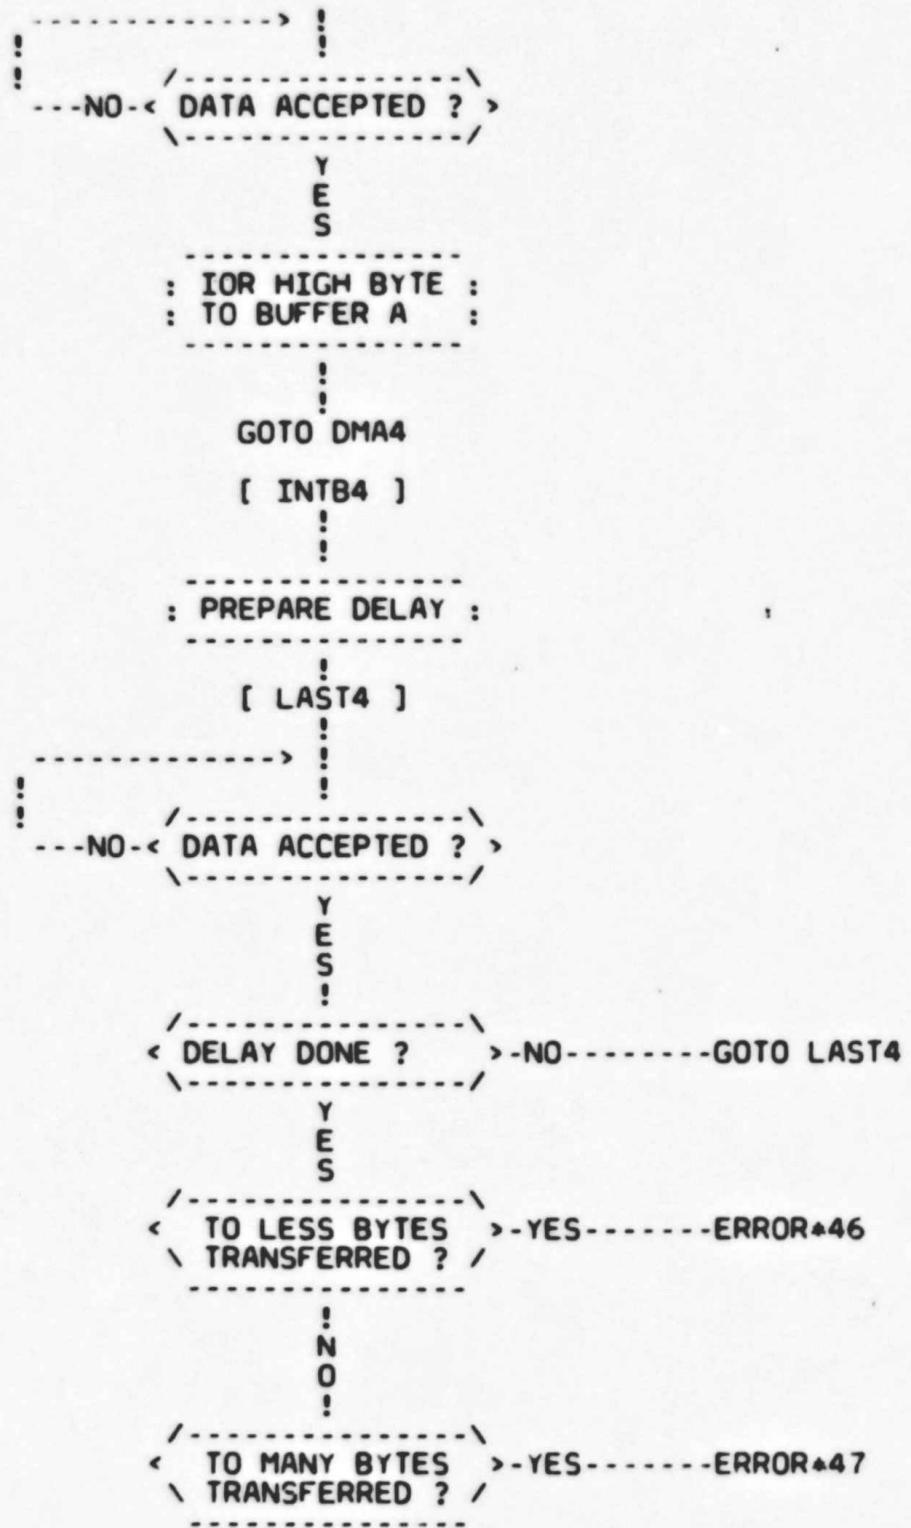 ---NO-< DATA ACCEPTED ? >
Y
E
S
: IOR HIGH BYTE :
: TO BUFFER A :
GOTO DMA4
[ INTB4 ]
: PREPARE DELAY :
[ LAST4 ]
---NO-< DATA ACCEPTED ? >
Y
E
S
< DELAY DONE ? >-NO--------GOTO LAST4
Y
E
S
< TO LESS BYTES >-YES-------ERROR*46
\ TRANSFERRED ? /
N
O
< TO MANY BYTES >-YES-------ERROR*47
\ TRANSFERRED ? /